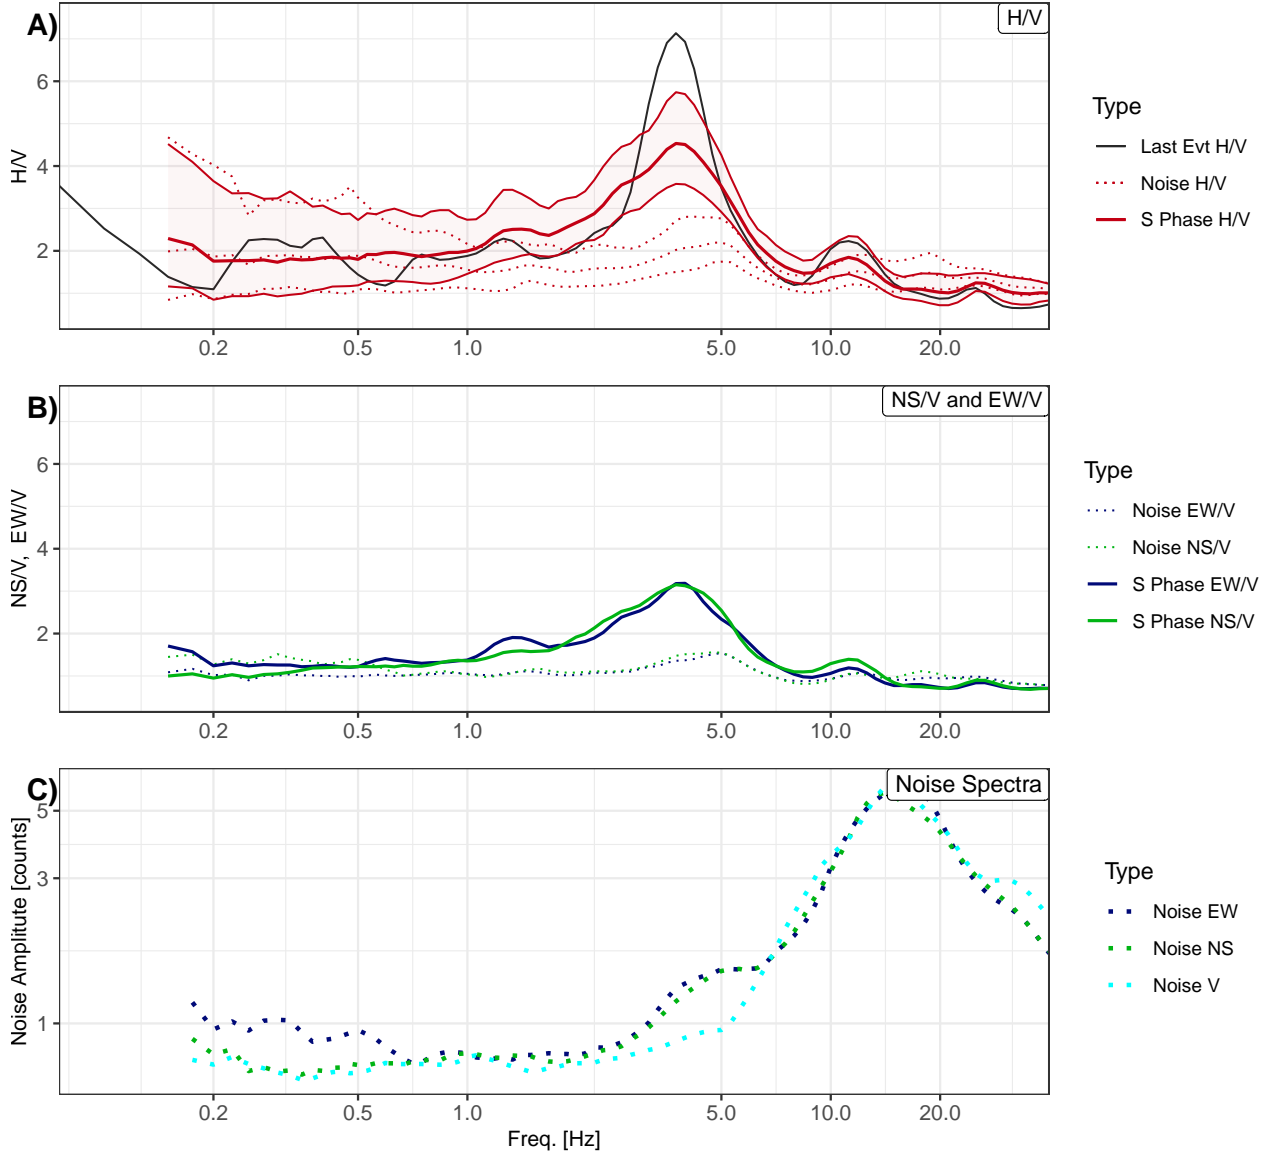 A)
H/V
H/V
6
4
2
0.2
0.5
1.0
5.0
10.0
20.0
Type
Last Evt H/V
Noise H/V
S Phase H/V
B)
NS/V and EW/V
NS/V,  EW/V
6
4
2
0.2
0.5
1.0
5.0
10.0
20.0
Type
Noise EW/V
Noise NS/V
S Phase EW/V
S Phase NS/V
C)
Noise Spectra
Noise Amplitude [counts]
5
3
1
0.2
0.5
1.0
5.0
10.0
20.0
Freq. [Hz]
Type
Noise EW
Noise NS
Noise V